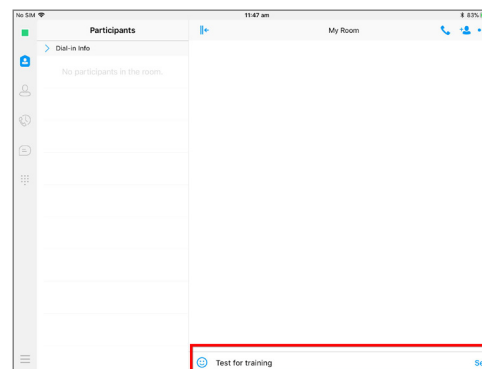 No SIM 11:47 am 83%
Participants My Room
Dial-in Info
No participants in the room.
Test for training Se